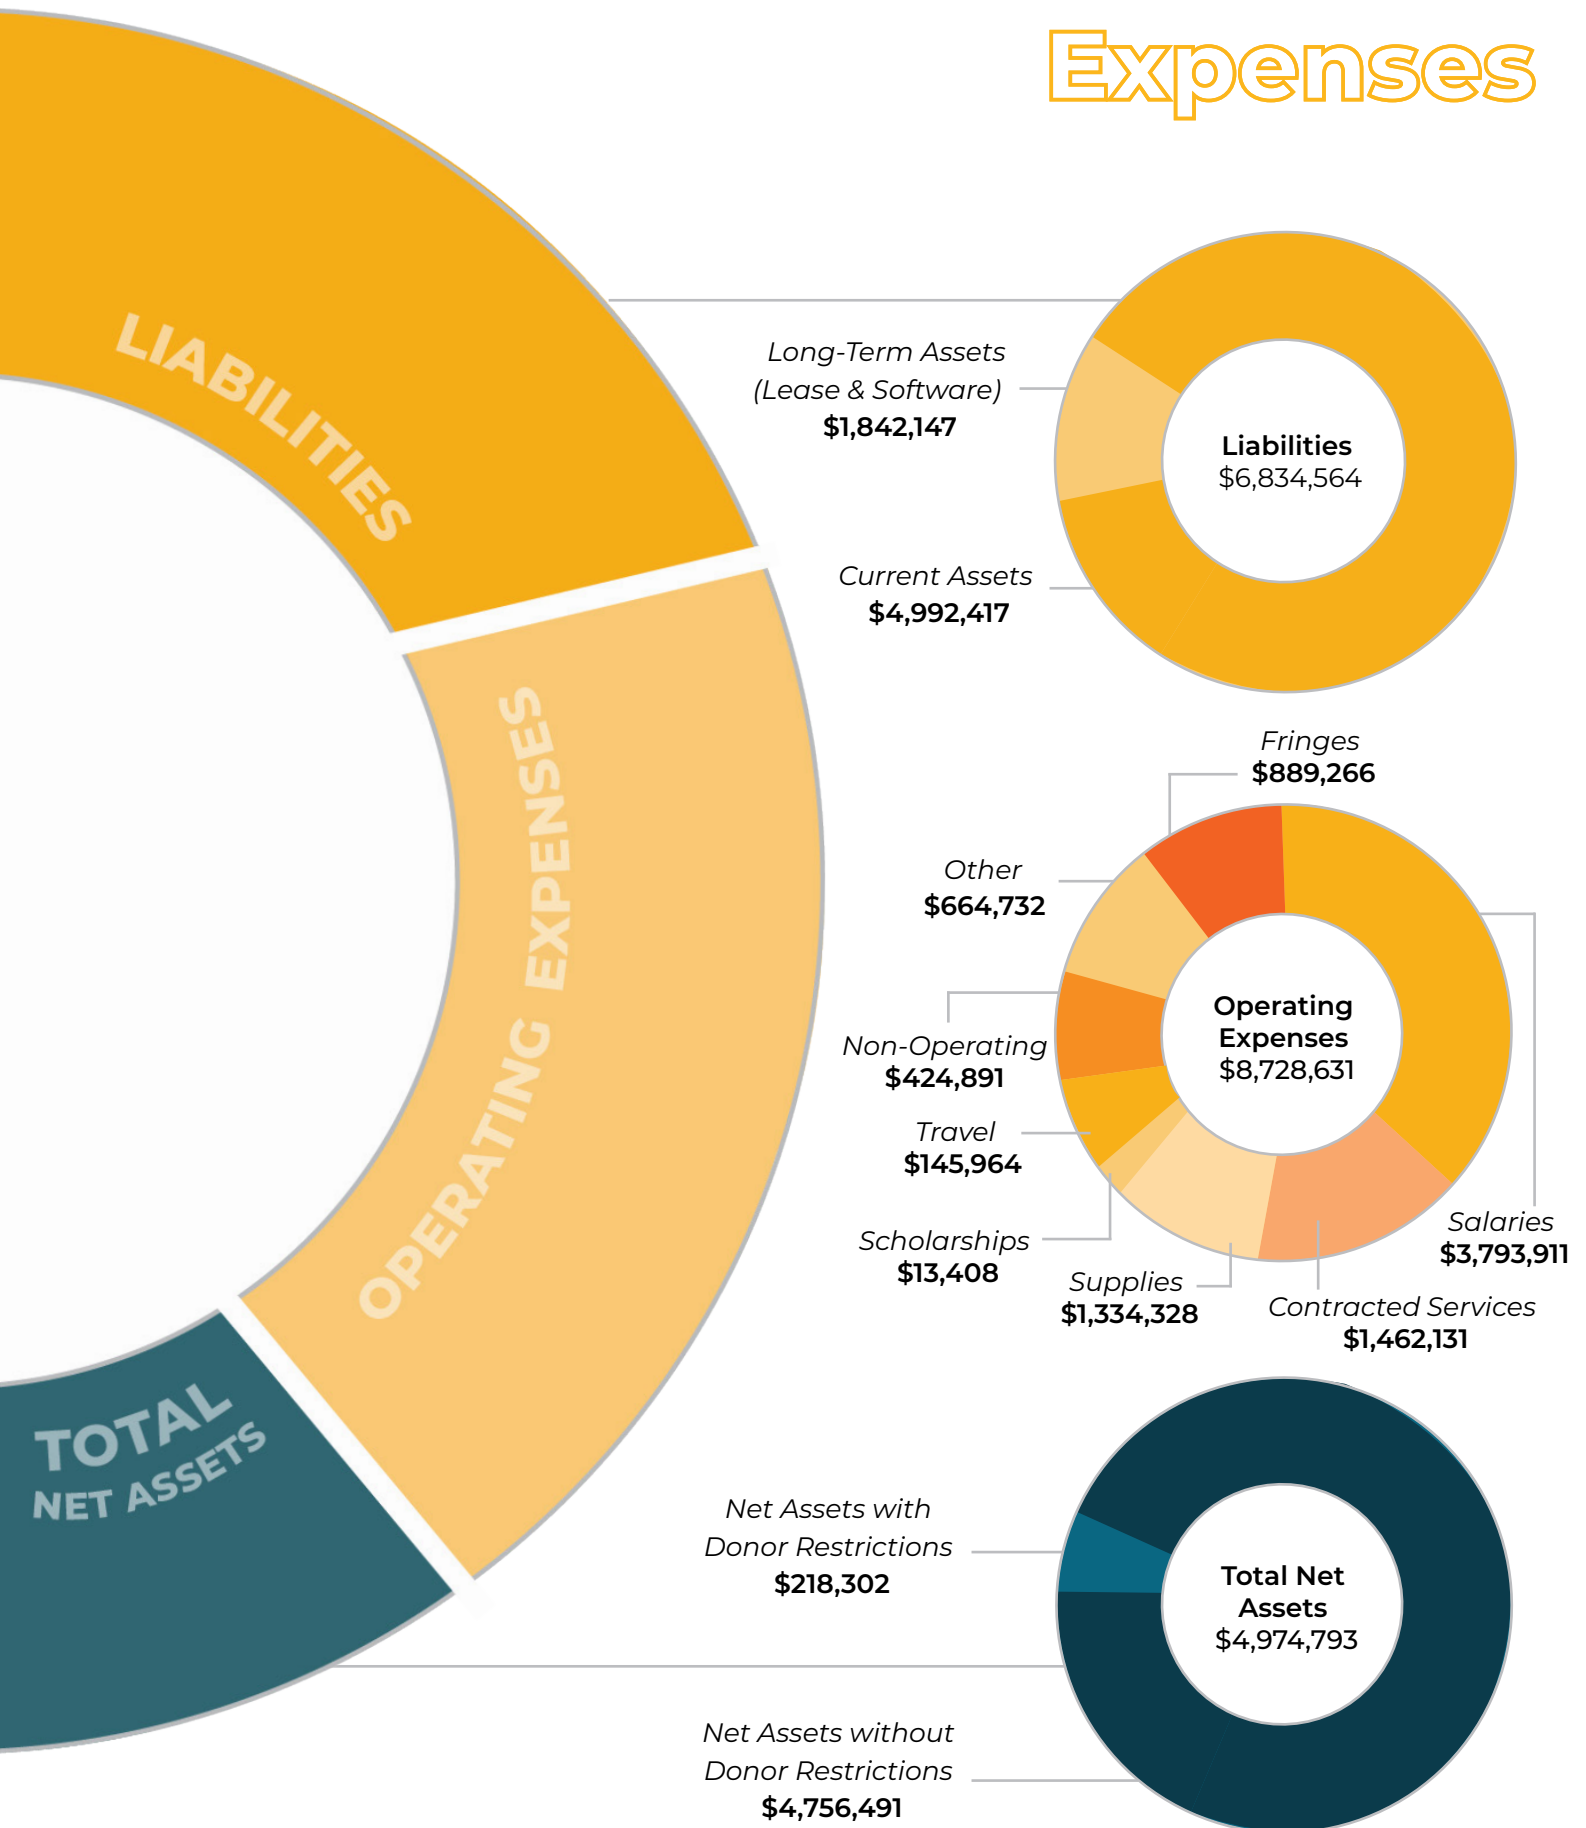 Expenses
LIABILITIES
OPERATING EXPENSES
TOTAL
NET ASSETS
Long-Term Assets
(Lease & Software)
$1,842,147
Liabilities
$6,834,564
Current Assets
$4,992,417
Fringes
$889,266
Other
$664,732
Non-Operating
$424,891
Travel
$145,964
Scholarships
$13,408
Supplies
$1,334,328
Contracted Services
$1,462,131
Salaries
$3,793,911
Operating
Expenses
$8,728,631
Net Assets with
Donor Restrictions
$218,302
Total Net
Assets
$4,974,793
Net Assets without
Donor Restrictions
$4,756,491